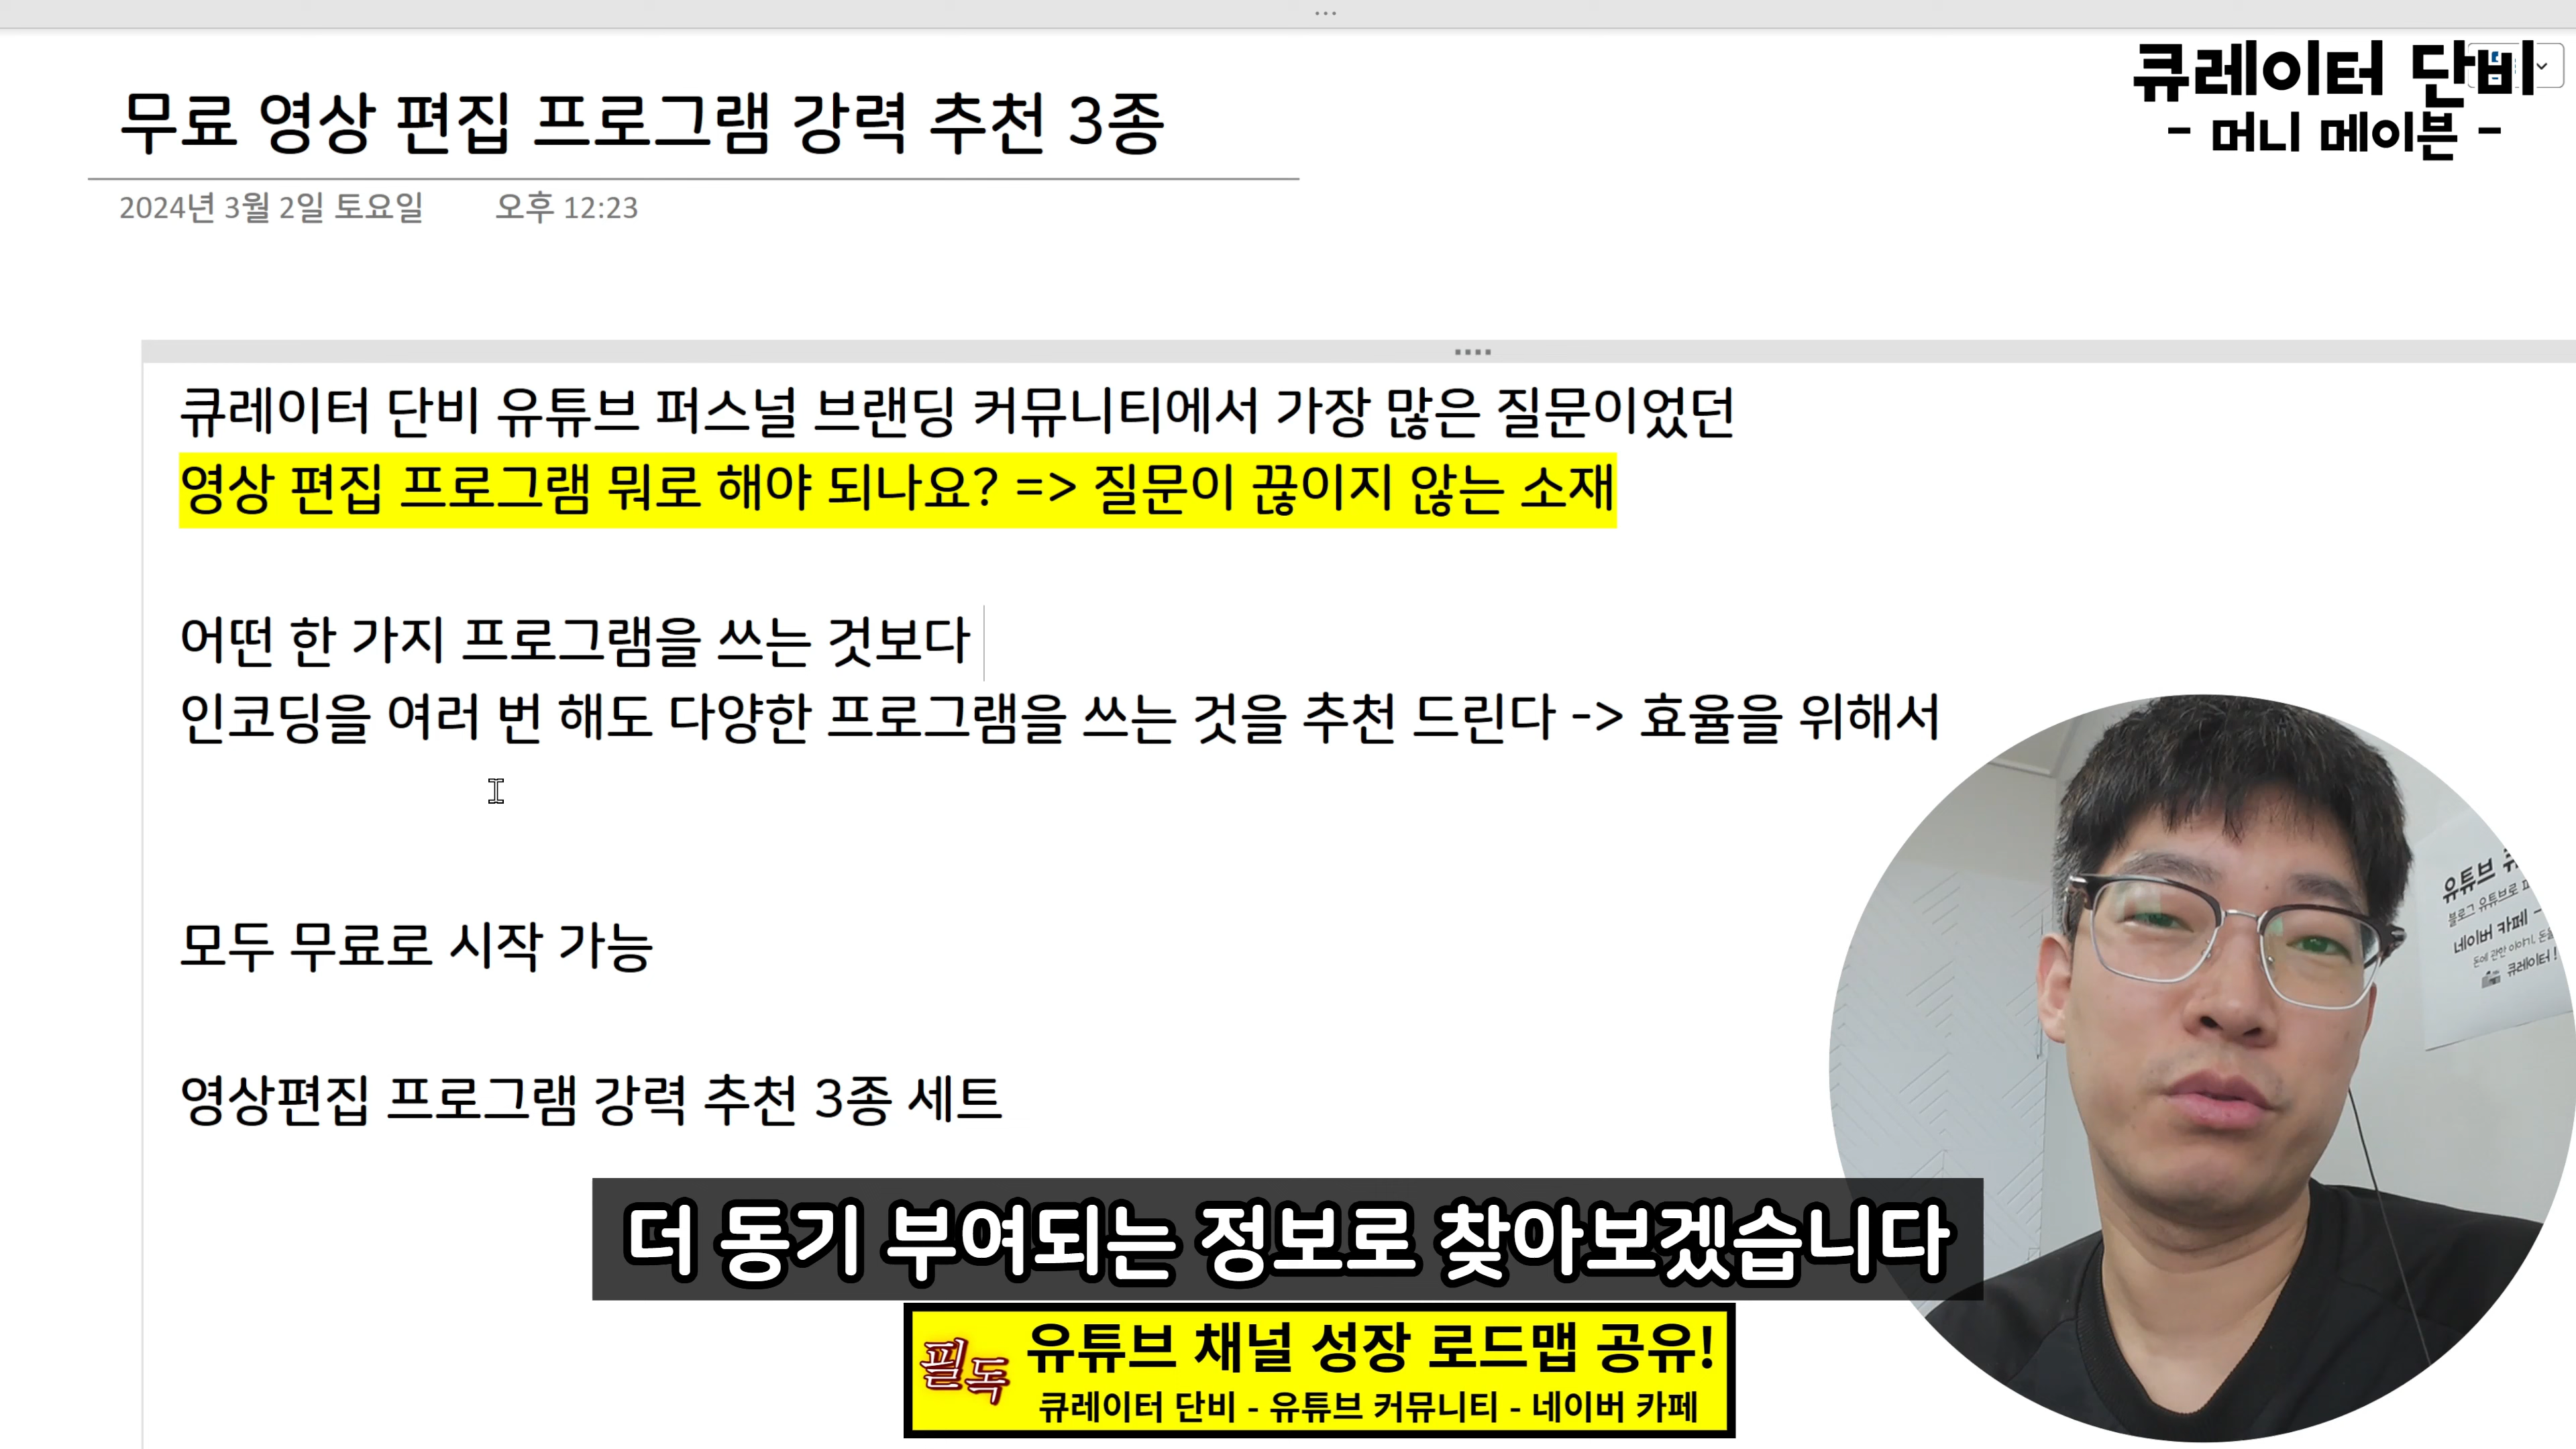 큐레이터 단비
- 머니 메이븐 -
무료 영상 편집 프로그램 강력 추천 3종
2024년 3월 2일 토요일 오후 12:23
큐레이터 단비 유튜브 퍼스널 브랜딩 커뮤니티에서 가장 많은 질문이었던
영상 편집 프로그램 뭐로 해야 되나요? => 질문이 끊이지 않는 소재
어떤 한 가지 프로그램을 쓰는 것보다
인코딩을 여러 번 해도 다양한 프로그램을 쓰는 것을 추천 드린다 -> 효율을 위해서
모두 무료로 시작 가능
영상편집 프로그램 강력 추천 3종 세트
유튜브
더 동기 부여되는 정보로 찾아보겠습니다
필독 유튜브 채널 성장 로드맵 공유!
큐레이터 단비 - 유튜브 커뮤니티 - 네이버 카페